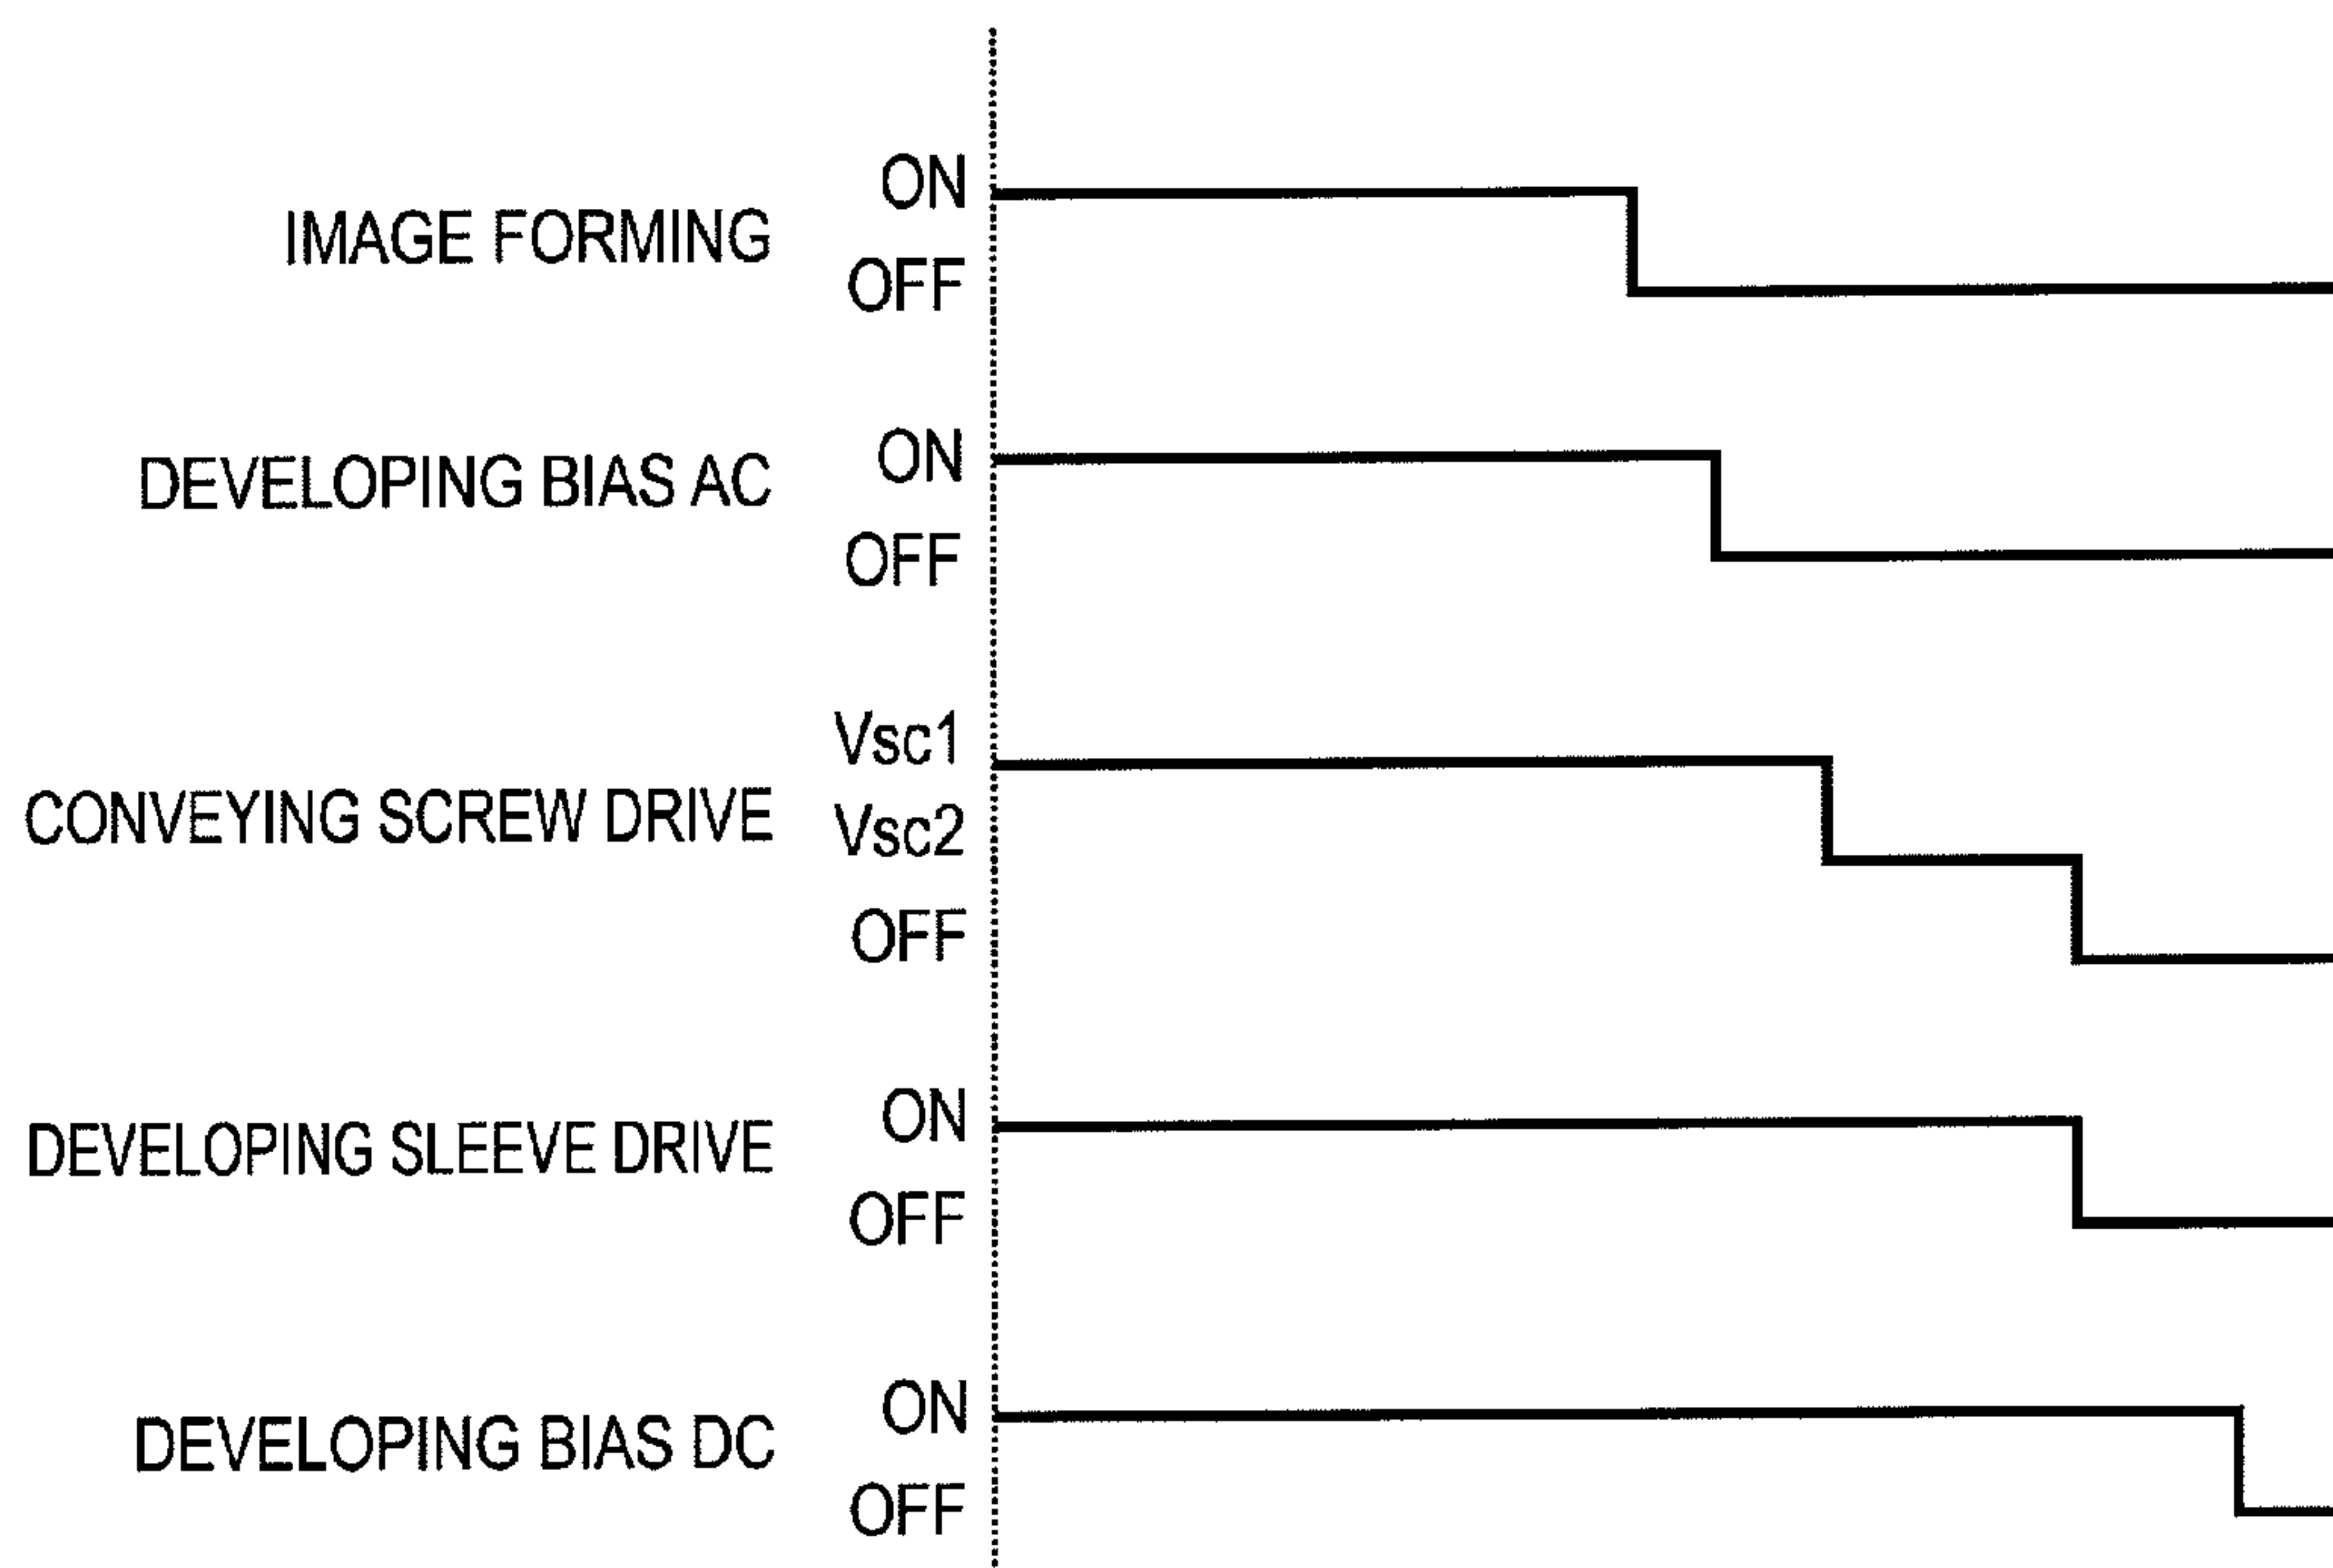 ON
IMAGE FORMING
OFF
ON
DEVELOPING BIAS AC
OFF
Vsc1
CONVEYING SCREW DRIVE
Vsc2
OFF
ON
DEVELOPING SLEEVE DRIVE
OFF
ON
DEVELOPING BIAS DC
OFF